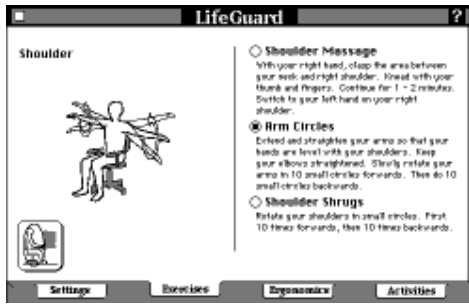 LifeGuard ?
Shoulder
Shoulder Massage
With your right hand, clasp the area between
your neck and right shoulder. Knead with your
thumb and fingers. Continue for 1 - 2 minutes.
Switch to your left hand on your right
shoulder.
Arm Circles
Extend and straighten your arms so that your
hands are level with your shoulders. Keep
your elbows straightened. Slowly rotate your
arms in 10 small circles forwards. Then do 10
small circles backwards.
Shoulder Shrugs
Rotate your shoulders in small circles. First
10 times forwards, then 10 times backwards.
Settings Exercises Ergonomics Activities